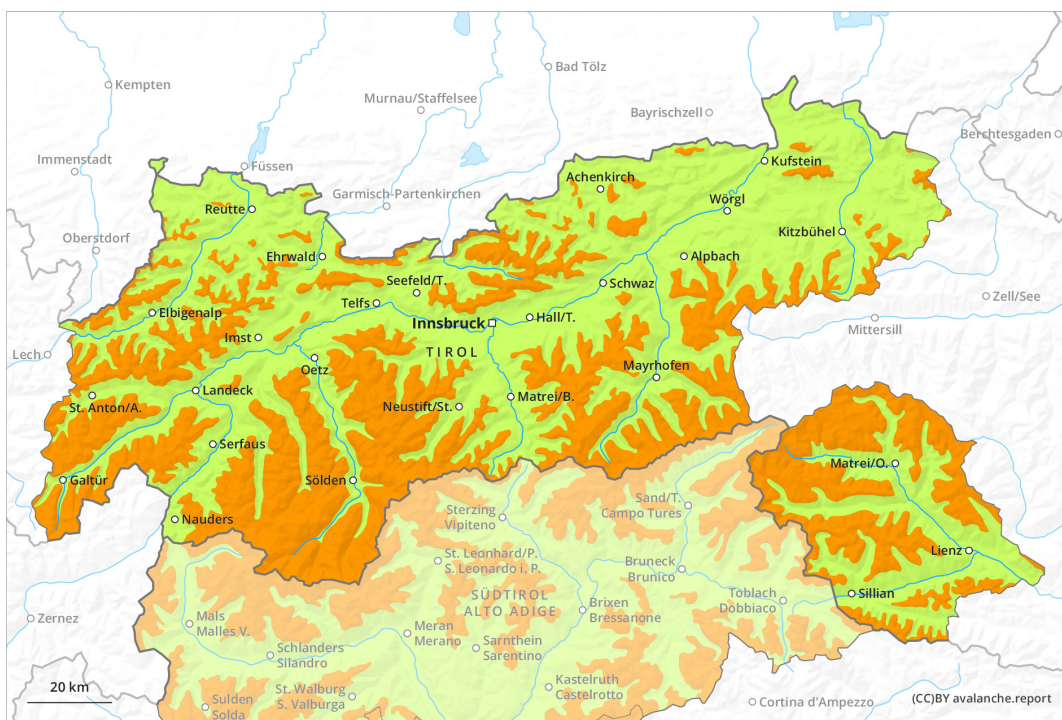 Kempten
Bad Tölz
Murnau/Staffelsee
Bayrischzell
Berchtesgaden
Immenstadt
Füssen
Kufstein
Achenkirch
Garmisch-Partenkirchen
Wörgl
Reutte
Oberstdorf
Kitzbühel
Ehrwald
Alpbach
Seefeld/T.
Schwaz
Telfs
Zell/See
Elbigenalp
Innsbruck
Hall/T.
Mittersill
Imst
Lech
TIROL
Oetz
Mayrhofen
Landeck
Matrei/B.
St. Anton/A.
Neustift/St.
Serfaus
Matrei/O.
Galtür
Sölden
Sand/T.
Campo Tures
Sterzing
Vipiteno
Nauders
Lienz
St. Leonhard/P.
S. Leonardo i. P.
Bruneck
Brunico
SÜDTIROL
ALTO ADIGE
Toblach
Dobbiaco
Sillian
Brixen
Bressanone
Zernez
Mals
Malles V.
Meran
Merano
Sarnthein
Sarentino
Schlanders
Silandro
Kastelruth
Castelrotto
20 km
St. Walburg
S. Valburga
Sulden
Solda
Cortina d'Ampezzo
(CC)BY avalanche.report